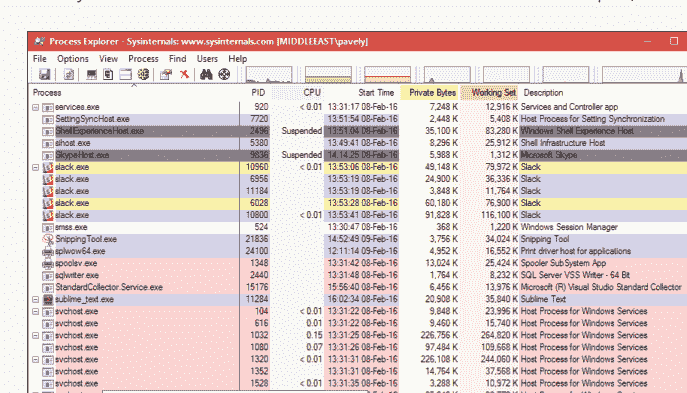 Process Explorer - Sysinternals: www.sysinternals.com [MIDDLEEAST\pavely]
File Options View Process Find Users Help
Process PID CPU Start Time Private Bytes Working Set Description
services.exe 920 < 0.01 13:31:17 08-Feb-16 7,248 K 12,916 K Services and Controller app
SettingSyncHost.exe 7720 13:51:54 08-Feb-16 2,448 K 5,408 K Host Process for Setting Synchronization
ShellExperienceHost.exe 2496 Suspended 13:51:04 08-Feb-16 35,100 K 83,280 K Windows Shell Experience Host
sihost.exe 5380 13:49:41 08-Feb-16 8,296 K 25,912 K Shell Infrastructure Host
SkypeHost.exe 9836 Suspended 14:14:25 08-Feb-16 5,988 K 1,312 K Microsoft Skype
slack.exe 10960 < 0.01 13:53:06 08-Feb-16 49,148 K 79,972 K Slack
slack.exe 6956 13:53:19 08-Feb-16 24,900 K 36,336 K Slack
slack.exe 11184 13:53:19 08-Feb-16 3,848 K 11,764 K Slack
slack.exe 6028 13:53:28 08-Feb-16 60,180 K 76,900 K Slack
slack.exe 10800 < 0.01 13:53:41 08-Feb-16 91,828 K 116,100 K Slack
smss.exe 524 13:30:47 08-Feb-16 368 K 1,220 K Windows Session Manager
SnippingTool.exe 21836 14:52:49 09-Feb-16 3,756 K 34,024 K Snipping Tool
splwow64.exe 24100 12:11:14 09-Feb-16 4,952 K 16,552 K Print driver host for applications
spoolsv.exe 1348 13:31:42 08-Feb-16 13,024 K 25,424 K Spooler SubSystem App
sqlwriter.exe 2440 13:31:48 08-Feb-16 1,764 K 8,232 K SQL Server VSS Writer - 64 Bit
StandardCollector.Service.exe 15176 15:56:40 08-Feb-16 6,456 K 13,976 K Microsoft (R) Visual Studio Standard Collector
sublime_text.exe 11284 16:02:34 08-Feb-16 20,908 K 35,840 K Sublime Text
svchost.exe 104 < 0.01 13:31:22 08-Feb-16 9,848 K 23,996 K Host Process for Windows Services
svchost.exe 616 0.01 13:31:22 08-Feb-16 9,460 K 15,740 K Host Process for Windows Services
svchost.exe 1032 0.15 13:31:25 08-Feb-16 226,756 K 264,820 K Host Process for Windows Services
svchost.exe 1080 0.07 13:31:26 08-Feb-16 97,484 K 109,668 K Host Process for Windows Services
svchost.exe 1320 < 0.01 13:31:31 08-Feb-16 226,108 K 244,060 K Host Process for Windows Services
svchost.exe 1352 13:31:31 08-Feb-16 14,764 K 37,568 K Host Process for Windows Services
svchost.exe 1528 < 0.01 13:31:35 08-Feb-16 3,288 K 10,972 K Host Process for Windows Services